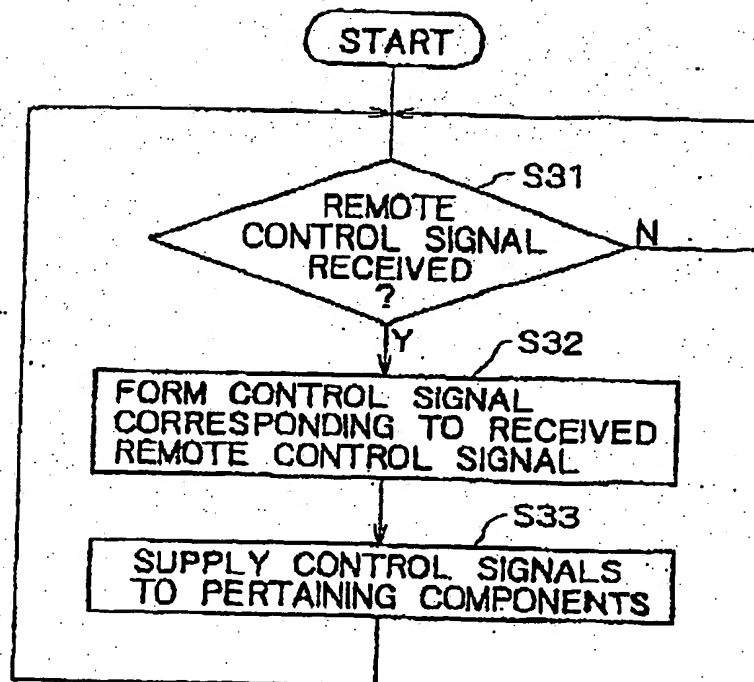 START
S31
REMOTE
CONTROL SIGNAL
RECEIVED
?
N
Y
S32
FORM CONTROL SIGNAL
CORRESPONDING TO RECEIVED
REMOTE CONTROL SIGNAL
S33
SUPPLY CONTROL SIGNALS
TO PERTAINING COMPONENTS